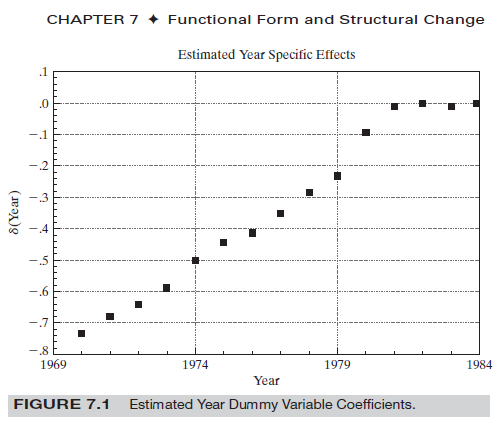 CHAPTER 7 ✦ Functional Form and Structural Change
Estimated Year Specific Effects
.1
.0
−.1
−.2
−.3
−.4
−.5
−.6
−.7
−.8
δ(Year)
1969 1974 1979 1984
Year
FIGURE 7.1 Estimated Year Dummy Variable Coefficients.